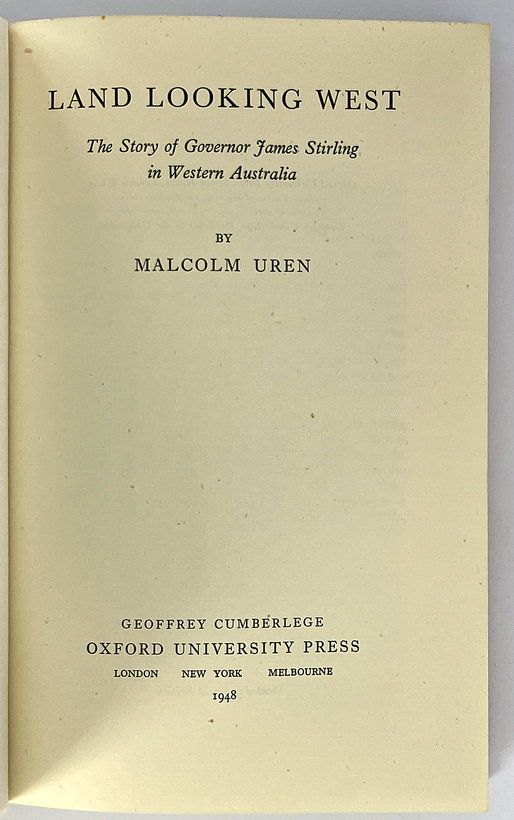 LAND LOOKING WEST
The Story of Governor James Stirling
in Western Australia
BY
MALCOLM UREN
GEOFFREY CUMBERLEGE
OXFORD UNIVERSITY PRESS
LONDON NEW YORK MELBOURNE
1948